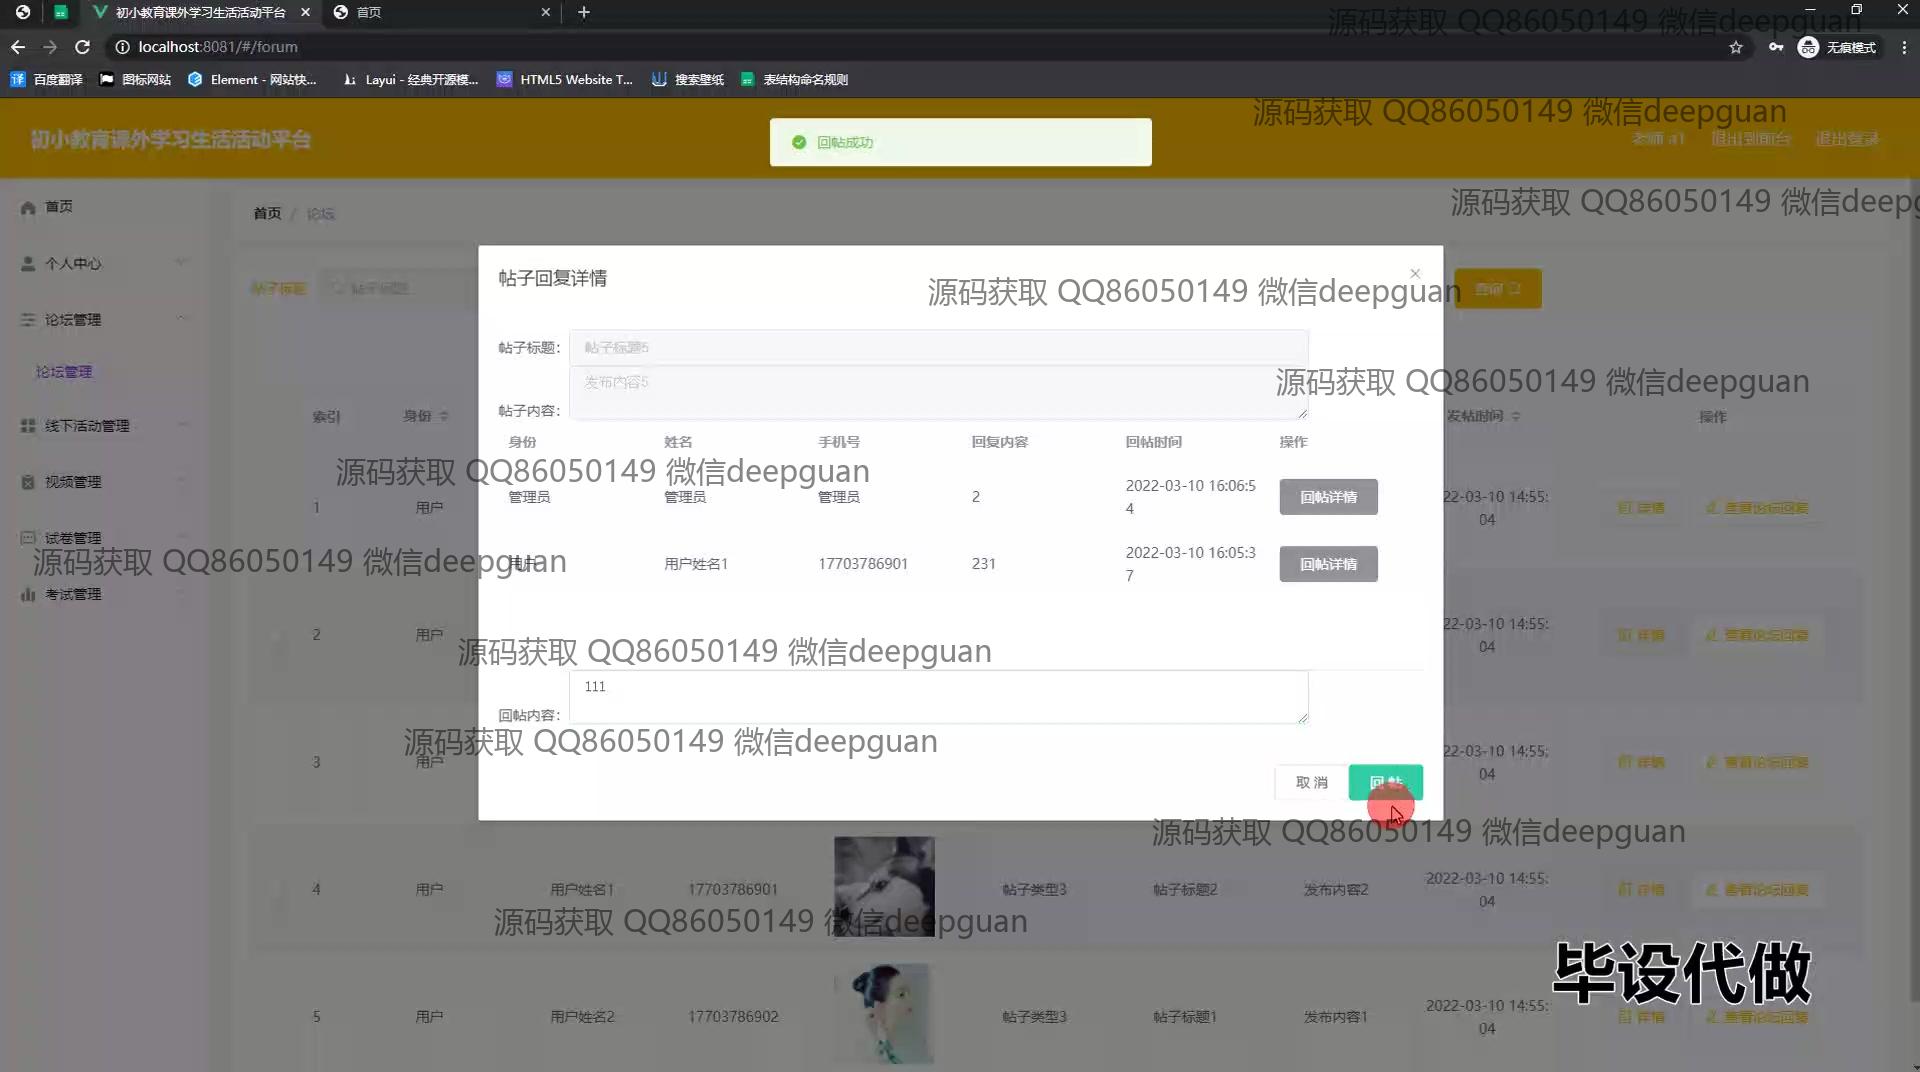 初小教育课外学习生活活动平台
首页
localhost:8081/#/forum
无痕模式
百度翻译
图标网站
Element - 网站快...
Layui - 经典开源模...
HTML5 Website T...
搜索壁纸
表结构命名规则
源码获取 QQ86050149 微信deepguan
源码获取 QQ86050149 微信deepguan
初小教育课外学习生活活动平台
回帖成功
老师 a1
退出到前台
退出登录
首页
首页 / 论坛
源码获取 QQ86050149 微信deepg
个人中心
帖子标题
帖子标题
查询
论坛管理
论坛管理
线下活动管理
视频管理
试卷管理
考试管理
帖子回复详情
源码获取 QQ86050149 微信deepguan
帖子标题：
帖子标题5
发布内容5
帖子内容：
源码获取 QQ86050149 微信deepguan
索引 身份 发帖时间 操作
身份 姓名 手机号 回复内容 回帖时间 操作
源码获取 QQ86050149 微信deepguan
管理员 管理员 管理员 2 2022-03-10 16:06:5
4
回帖详情
源码获取 QQ86050149 微信deepguan
用户 用户姓名1 17703786901 231 2022-03-10 16:05:3
7
回帖详情
源码获取 QQ86050149 微信deepguan
111
回帖内容：
源码获取 QQ86050149 微信deepguan
取 消
回 帖
源码获取 QQ86050149 微信deepguan
1 用户 22-03-10 14:55:
04
详情 查看论坛回复
2 用户 22-03-10 14:55:
04
详情 查看论坛回复
3 用户 22-03-10 14:55:
04
详情 查看论坛回复
4 用户 用户姓名1 17703786901 帖子类型3 帖子标题2 发布内容2 2022-03-10 14:55:
04
详情 查看论坛回复
源码获取 QQ86050149 微信deepguan
毕设代做
5 用户 用户姓名2 17703786902 帖子类型3 帖子标题1 发布内容1 2022-03-10 14:55:
04
详情 查看论坛回复